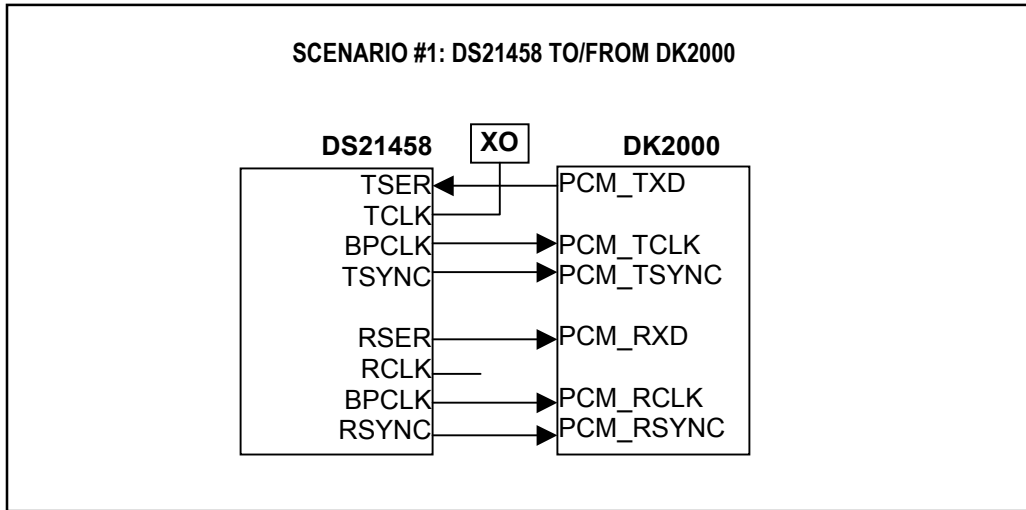 SCENARIO #1: DS21458 TO/FROM DK2000
DS21458 XO DK2000
TSER PCM_TXD
TCLK
BPCLK PCM_TCLK
TSYNC PCM_TSYNC
RSER PCM_RXD
RCLK
BPCLK PCM_RCLK
RSYNC PCM_RSYNC